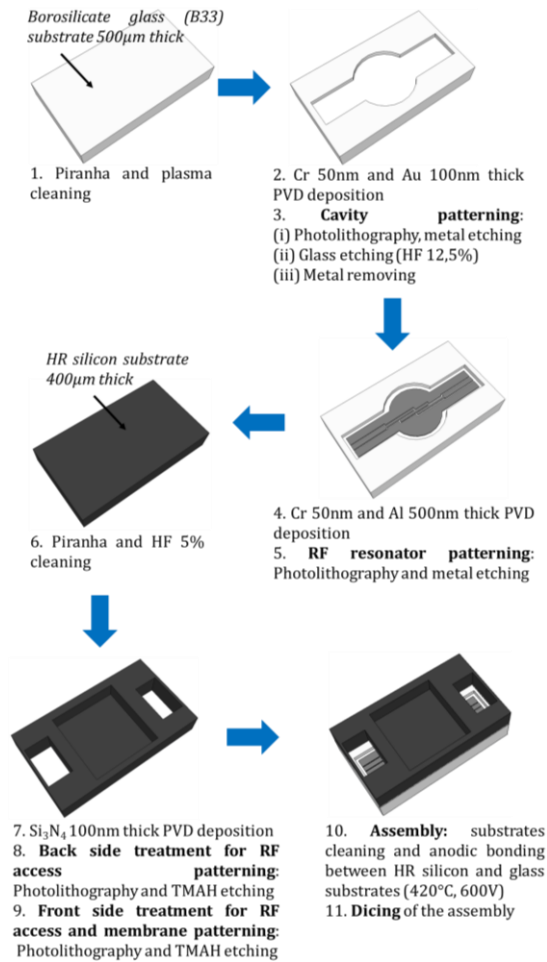 Borosilicate glass (B33)
substrate 500µm thick
1. Piranha and plasma
cleaning
2. Cr 50nm and Au 100nm thick
PVD deposition
3. Cavity patterning:
(i) Photolithography, metal etching
(ii) Glass etching (HF 12,5%)
(iii) Metal removing
HR silicon substrate
400µm thick
4. Cr 50nm and Al 500nm thick PVD
deposition
5. RF resonator patterning:
Photolithography and metal etching
6. Piranha and HF 5%
cleaning
7. Si₃N₄ 100nm thick PVD deposition
8. Back side treatment for RF
access patterning:
Photolithography and TMAH etching
9. Front side treatment for RF
access and membrane patterning:
Photolithography and TMAH etching
10. Assembly: substrates
cleaning and anodic bonding
between HR silicon and glass
substrates (420°C, 600V)
11. Dicing of the assembly